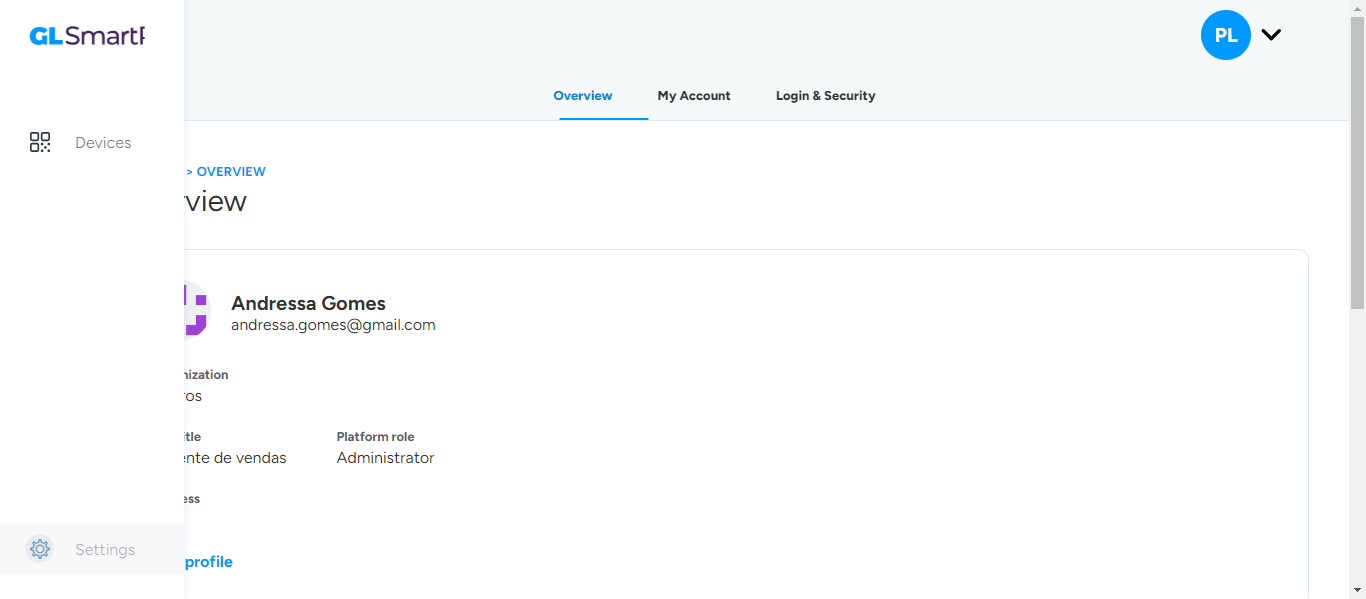 GLSmart
PL
Overview
My Account
Login & Security
Devices
> OVERVIEW
view
Andressa Gomes
andressa.gomes@gmail.com
nization
ros
itle
Platform role
ente de vendas
Administrator
ess
profile
Settings